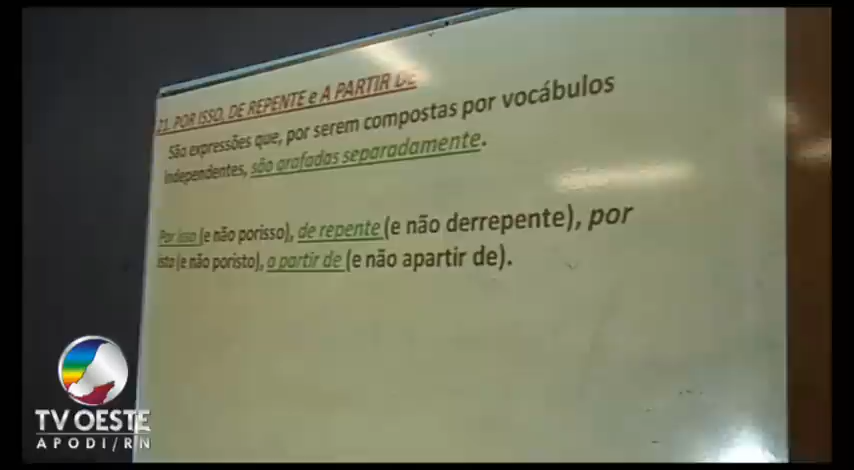 21. POR ISSO, DE REPENTE e A PARTIR DE
São expressões que, por serem compostas por vocábulos
independentes, são grafadas separadamente.
Por isso (e não porisso), de repente (e não derrepente), por
isto (e não poristo), a partir de (e não apartir de).
TV OESTE
APODI/RN